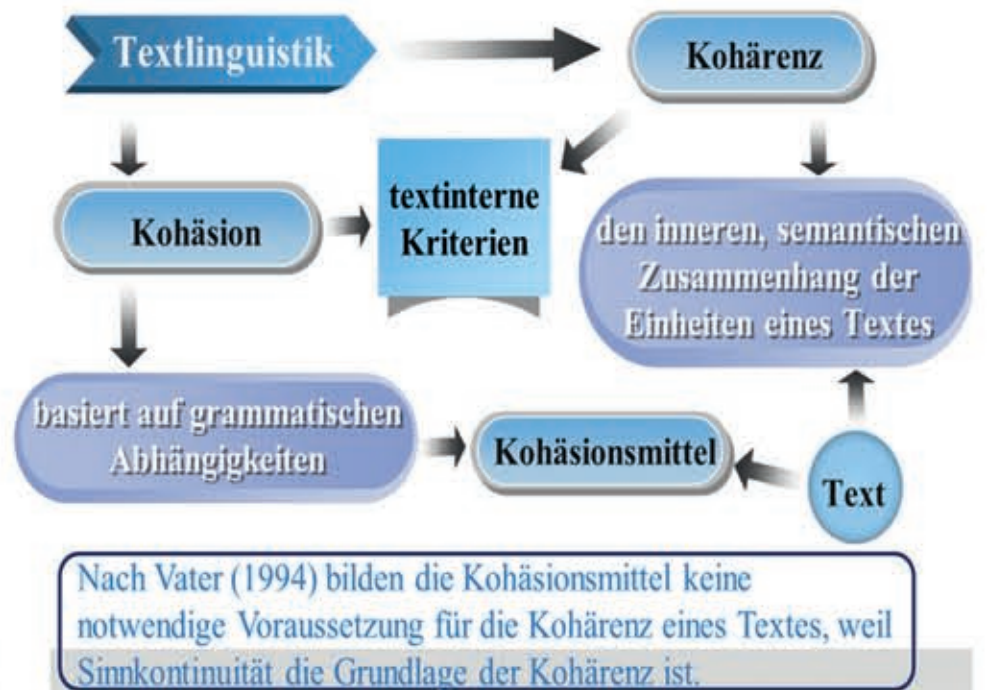 Textlinguistik
Kohärenz
Kohäsion
textinterne
Kriterien
den inneren, semantischen
Zusammenhang der
Einheiten eines Textes
basiert auf grammatischen
Abhängigkeiten
Kohäsionsmittel
Text
Nach Vater (1994) bilden die Kohäsionsmittel keine
notwendige Voraussetzung für die Kohärenz eines Textes, weil
Sinnkontinuität die Grundlage der Kohärenz ist.